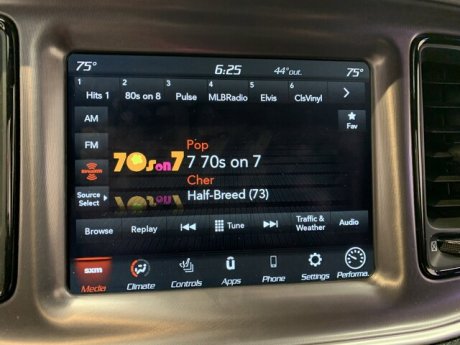 75° 6:25 44° out. 75°
1 Hits 1 2 80s on 8 3 Pulse 4 MLBRadio 5 Elvis 6 ClsVinyl
AM
Fav
FM
Pop
70s on 7 7 70s on 7
siriusxm
Cher
Source Select
Half-Breed (73)
Browse Replay Tune Traffic & Weather Audio
sxm
Media Climate Controls Apps Phone Settings Performa.